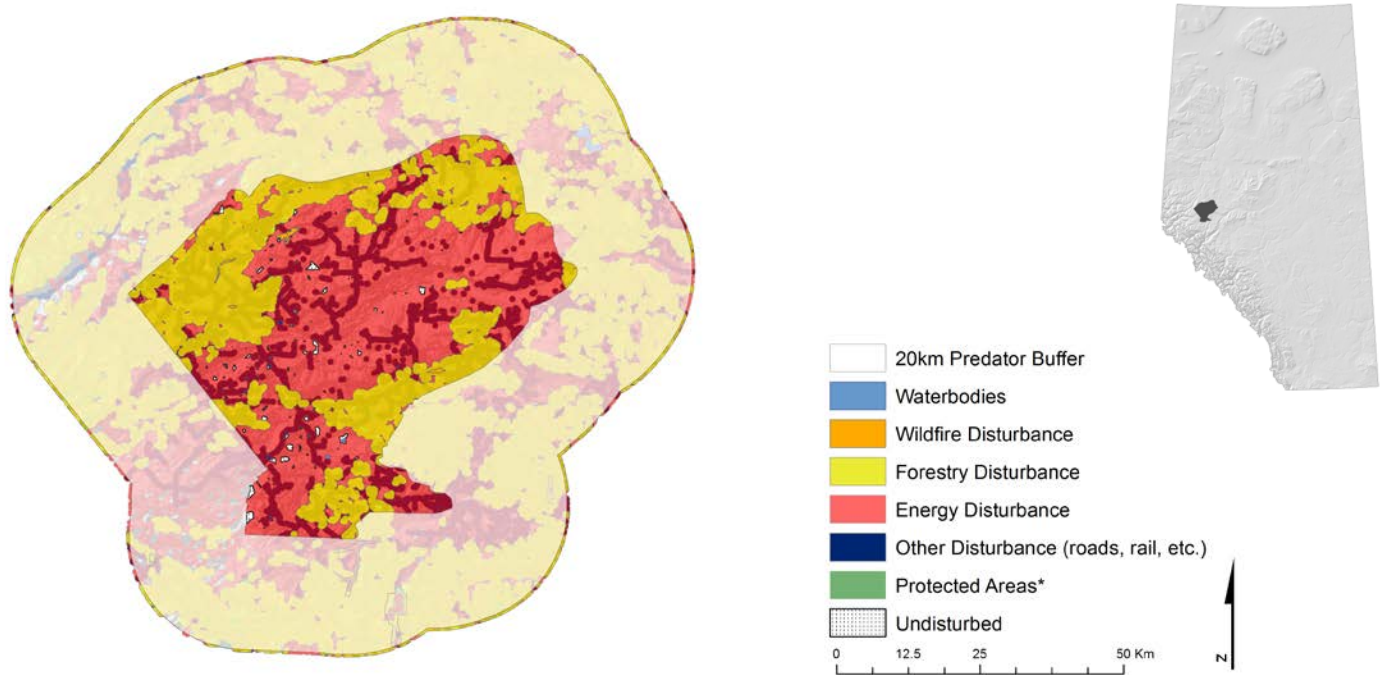 20km Predator Buffer
Waterbodies
Wildfire Disturbance
Forestry Disturbance
Energy Disturbance
Other Disturbance (roads, rail, etc.)
Protected Areas*
Undisturbed
0 12.5 25 50 Km
N